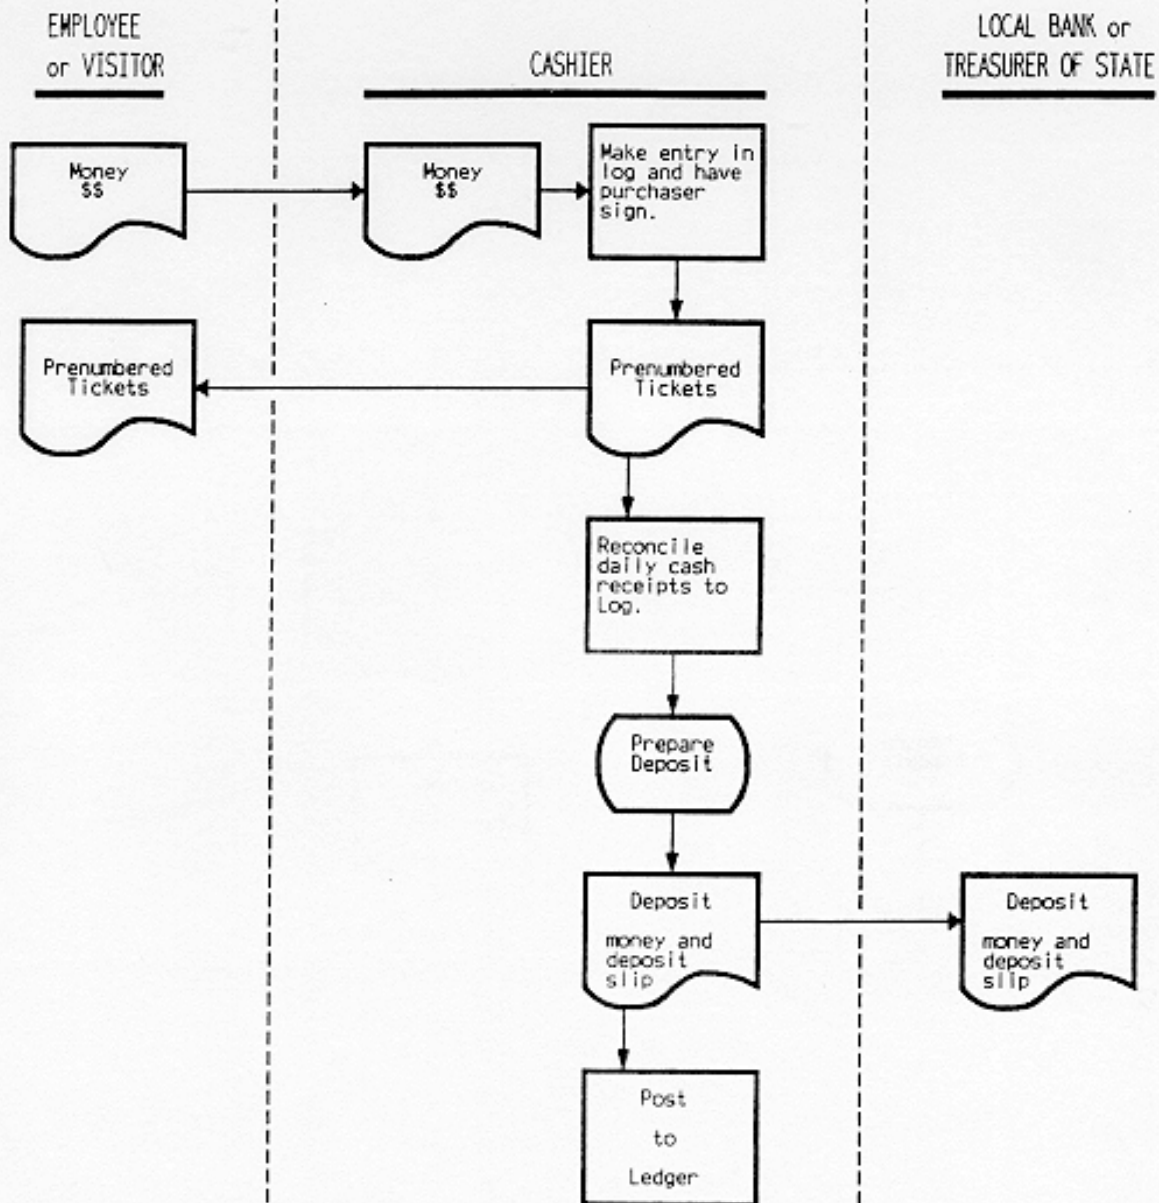 EMPLOYEE
or VISITOR
CASHIER
LOCAL BANK or
TREASURER OF STATE
Money
$$
Money
$$
Make entry in
log and have
purchaser
sign.
Prenumbered
Tickets
Prenumbered
Tickets
Reconcile
daily cash
receipts to
Log.
Prepare
Deposit
Deposit
money and
deposit
slip
Deposit
money and
deposit
slip
Post
to
Ledger